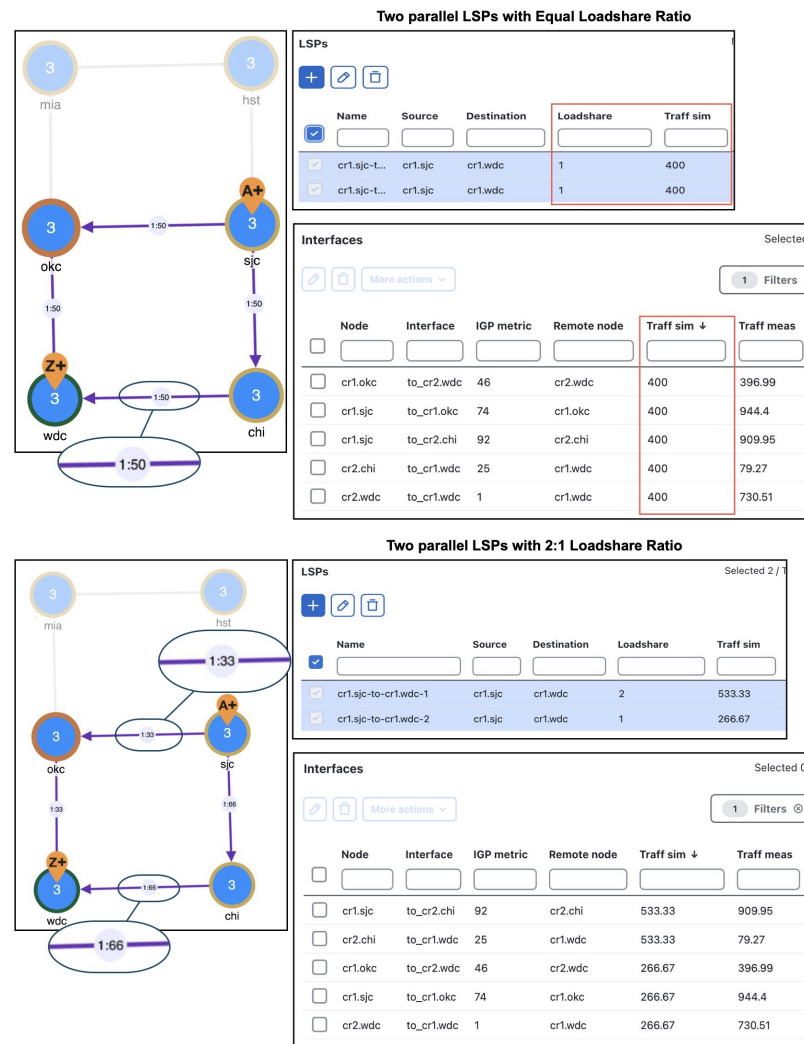 Two parallel LSPs with Equal Loadshare Ratio
3
mia
3
hst
A+
3
okc
1:50
3
sjc
1:50
1:50
Z+
3
wdc
1:50
3
chi
1:50
LSPs
Name Source Destination Loadshare Traff sim
cr1.sjc-t... cr1.sjc cr1.wdc 1 400
cr1.sjc-t... cr1.sjc cr1.wdc 1 400
Interfaces Selected
More actions 1 Filters
Node Interface IGP metric Remote node Traff sim ↓ Traff meas
cr1.okc to_cr2.wdc 46 cr2.wdc 400 396.99
cr1.sjc to_cr1.okc 74 cr1.okc 400 944.4
cr1.sjc to_cr2.chi 92 cr2.chi 400 909.95
cr2.chi to_cr1.wdc 25 cr1.wdc 400 79.27
cr2.wdc to_cr1.wdc 1 cr1.wdc 400 730.51
Two parallel LSPs with 2:1 Loadshare Ratio
3
mia
3
hst
1:33
A+
3
okc
1:33
3
sjc
1:33
1:66
Z+
3
wdc
1:66
3
chi
1:66
LSPs Selected 2 / T
Name Source Destination Loadshare Traff sim
cr1.sjc-to-cr1.wdc-1 cr1.sjc cr1.wdc 2 533.33
cr1.sjc-to-cr1.wdc-2 cr1.sjc cr1.wdc 1 266.67
Interfaces Selected 0
More actions 1 Filters
Node Interface IGP metric Remote node Traff sim ↓ Traff meas
cr1.sjc to_cr2.chi 92 cr2.chi 533.33 909.95
cr2.chi to_cr1.wdc 25 cr1.wdc 533.33 79.27
cr1.okc to_cr2.wdc 46 cr2.wdc 266.67 396.99
cr1.sjc to_cr1.okc 74 cr1.okc 266.67 944.4
cr2.wdc to_cr1.wdc 1 cr1.wdc 266.67 730.51